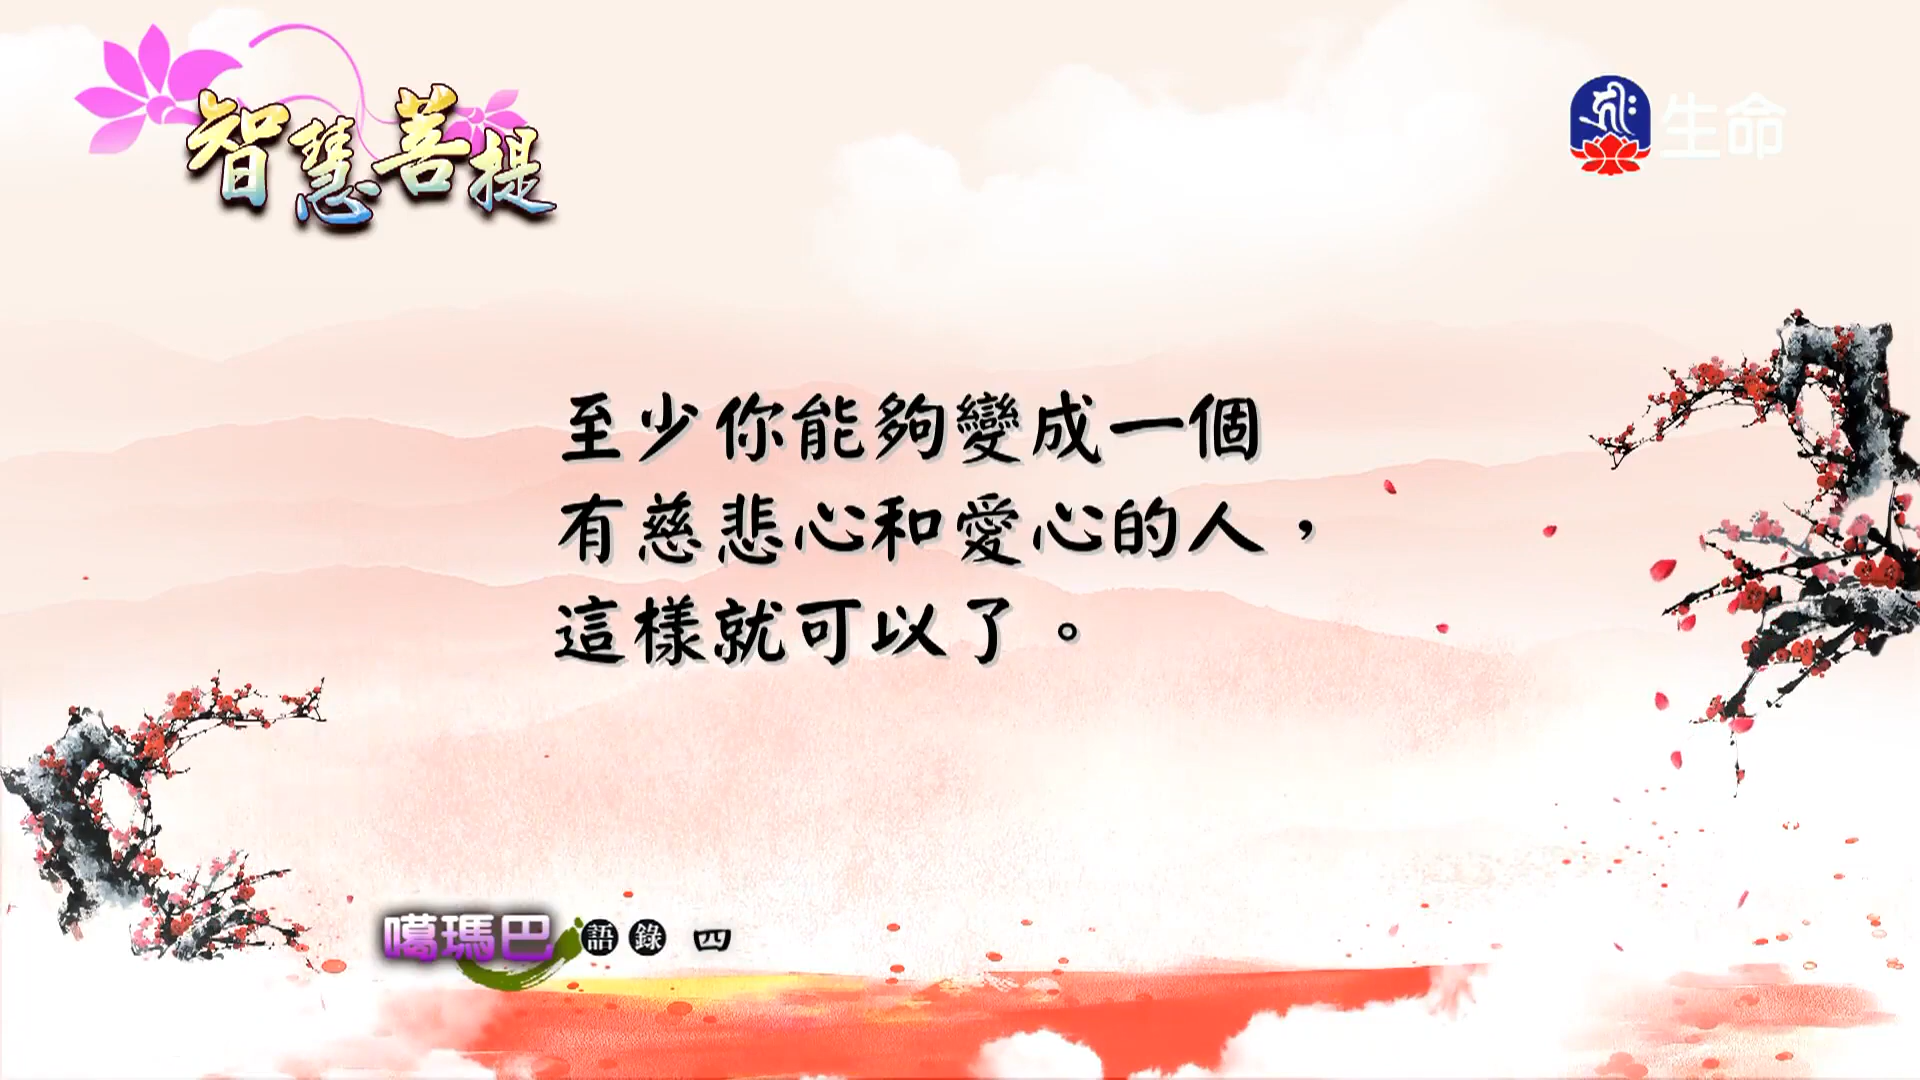 智慧菩提
生命
至少你能夠變成一個
有慈悲心和愛心的人，
這樣就可以了。
噶瑪巴語錄 四